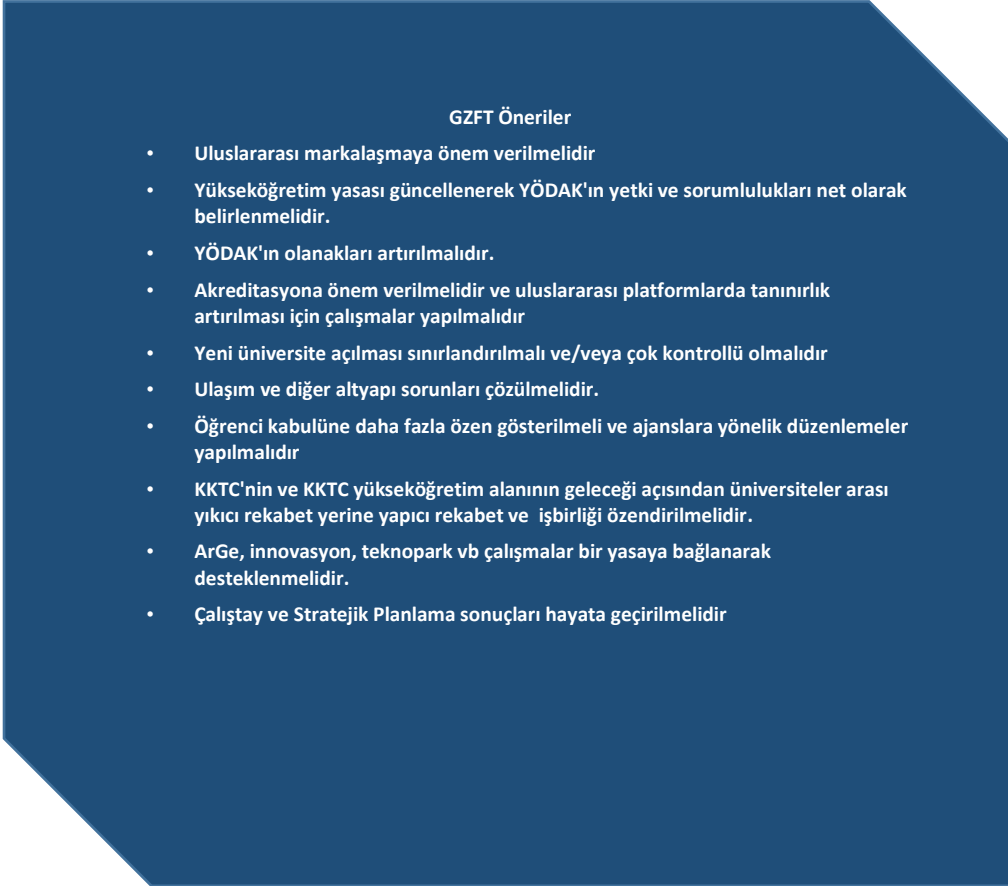 GZFT Öneriler
• Uluslararası markalaşmaya önem verilmelidir
• Yükseköğretim yasası güncellenerek YÖDAK'ın yetki ve sorumlulukları net olarak
belirlenmelidir.
• YÖDAK'ın olanakları artırılmalıdır.
• Akreditasyona önem verilmelidir ve uluslararası platformlarda tanınırlık
artırılması için çalışmalar yapılmalıdır
• Yeni üniversite açılması sınırlandırılmalı ve/veya çok kontrollü olmalıdır
• Ulaşım ve diğer altyapı sorunları çözülmelidir.
• Öğrenci kabulüne daha fazla özen gösterilmeli ve ajanslara yönelik düzenlemeler
yapılmalıdır
• KKTC'nin ve KKTC yükseköğretim alanının geleceği açısından üniversiteler arası
yıkıcı rekabet yerine yapıcı rekabet ve  işbirliği özendirilmelidir.
• ArGe, innovasyon, teknopark vb çalışmalar bir yasaya bağlanarak
desteklenmelidir.
• Çalıştay ve Stratejik Planlama sonuçları hayata geçirilmelidir